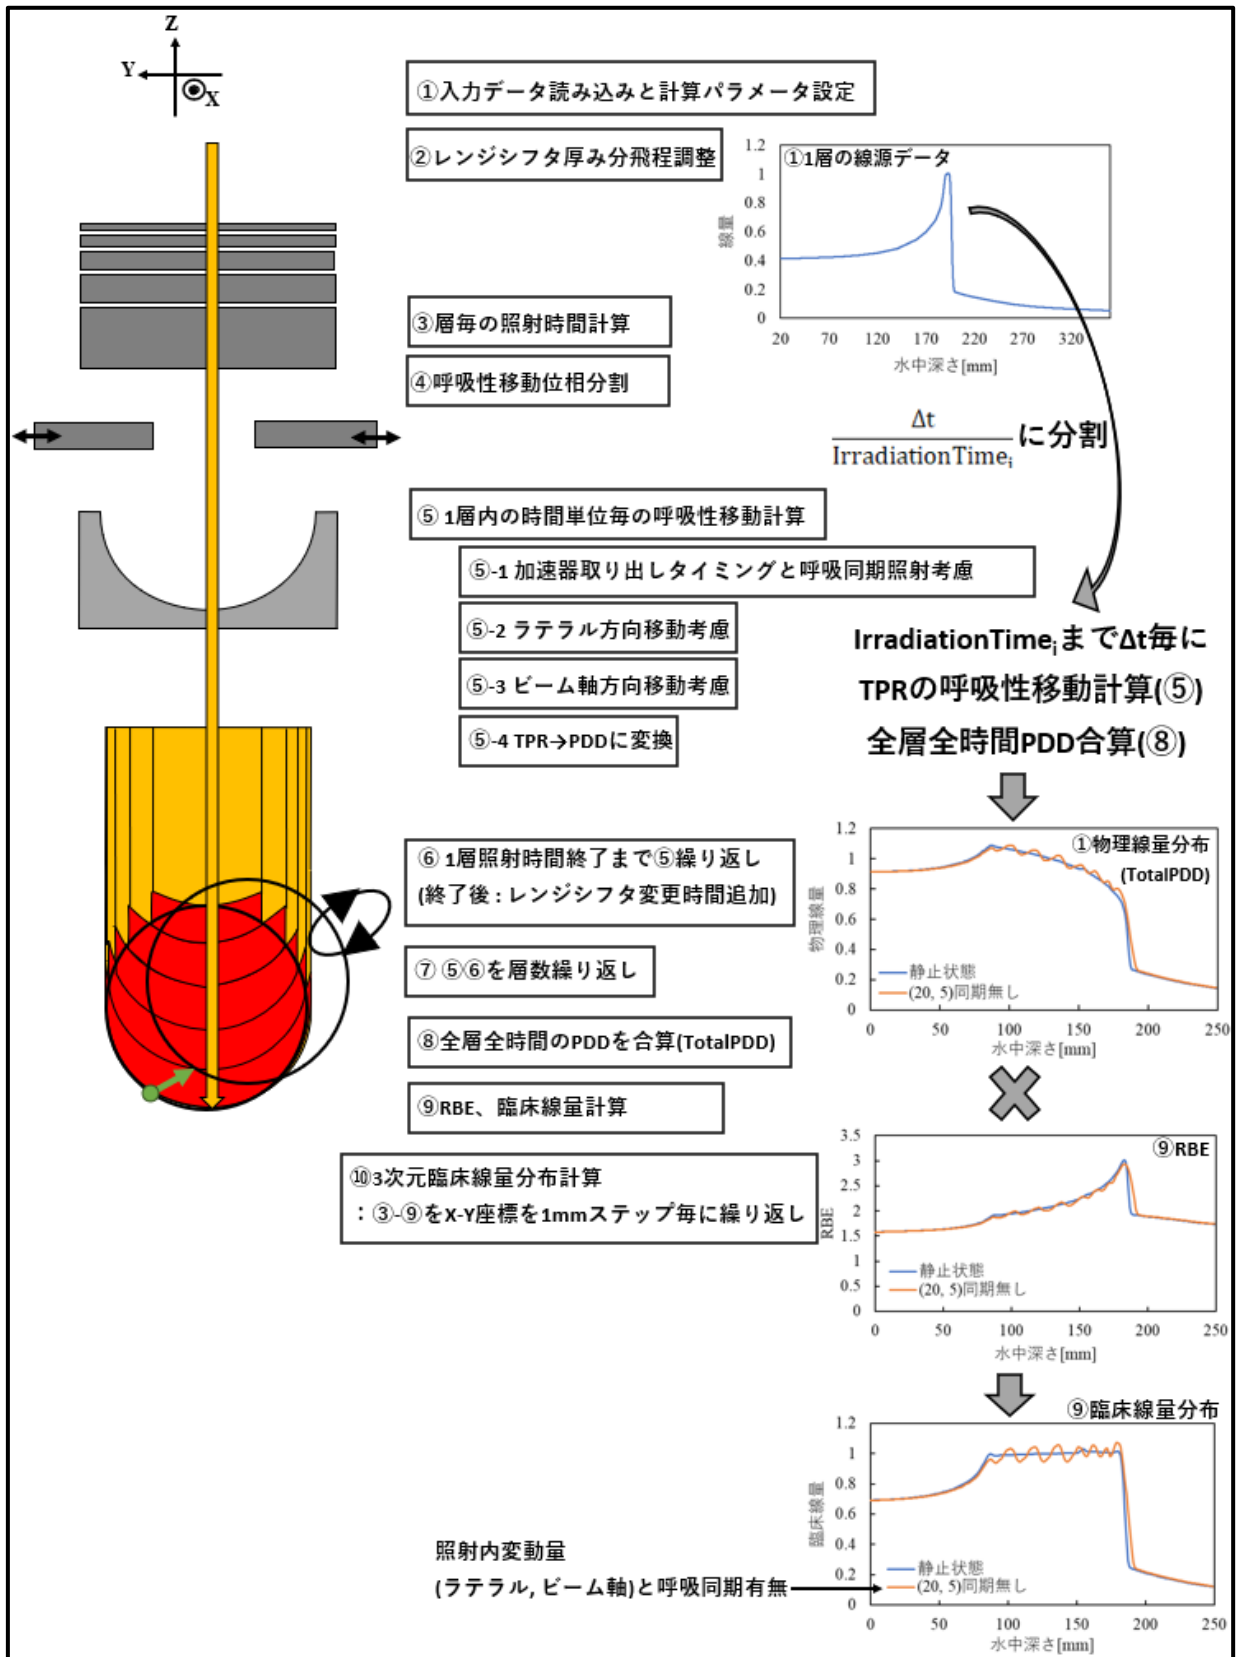 Z
Y
X
①入力データ読み込みと計算パラメータ設定
②レンジシフタ厚み分飛程調整
①1層の線源データ
線量
1.2
1
0.8
0.6
0.4
0.2
0
20 70 120 170 220 270 320
水中深さ[mm]
③層毎の照射時間計算
④呼吸性移動位相分割
Δt
IrradiationTimeᵢ
に分割
⑤ 1層内の時間単位毎の呼吸性移動計算
⑤-1 加速器取り出しタイミングと呼吸同期照射考慮
⑤-2 ラテラル方向移動考慮
⑤-3 ビーム軸方向移動考慮
⑤-4 TPR→PDDに変換
IrradiationTimeᵢまでΔt毎に
TPRの呼吸性移動計算(⑤)
全層全時間PDD合算(⑧)
⑥ 1層照射時間終了まで⑤繰り返し
(終了後 : レンジシフタ変更時間追加)
⑦ ⑤⑥を層数繰り返し
⑧全層全時間のPDDを合算(TotalPDD)
⑨RBE、臨床線量計算
⑩3次元臨床線量分布計算
：③-⑨をX-Y座標を1mmステップ毎に繰り返し
①物理線量分布
(TotalPDD)
物理線量
1.2
1
0.8
0.6
0.4
0.2
0
静止状態
(20, 5)同期無し
0 50 100 150 200 250
水中深さ[mm]
⑨RBE
RBE
3.5
3
2.5
2
1.5
1
0.5
0
静止状態
(20, 5)同期無し
0 50 100 150 200 250
水中深さ[mm]
⑨臨床線量分布
臨床線量
1.2
1
0.8
0.6
0.4
0.2
0
静止状態
(20, 5)同期無し
0 50 100 150 200 250
水中深さ[mm]
照射内変動量
(ラテラル, ビーム軸)と呼吸同期有無